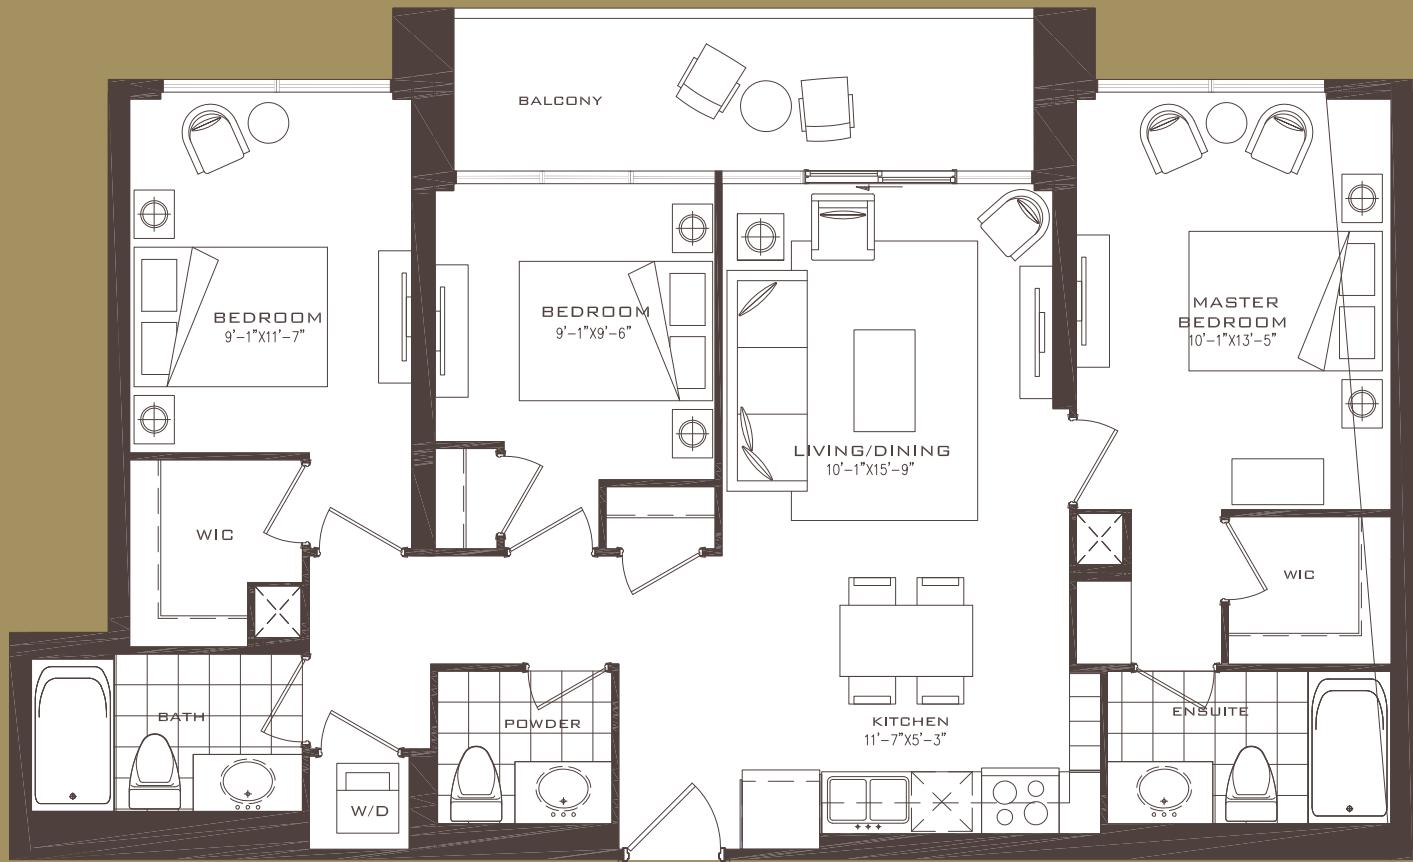 BALCONY
BEDROOM
9'-1"X11'-7"
BEDROOM
9'-1"X9'-6"
MASTER
BEDROOM
10'-1"X13'-5"
LIVING/DINING
10'-1"X15'-9"
WIC
WIC
BATH
POWDER
KITCHEN
11'-7"X5'-3"
ENSUITE
W/D